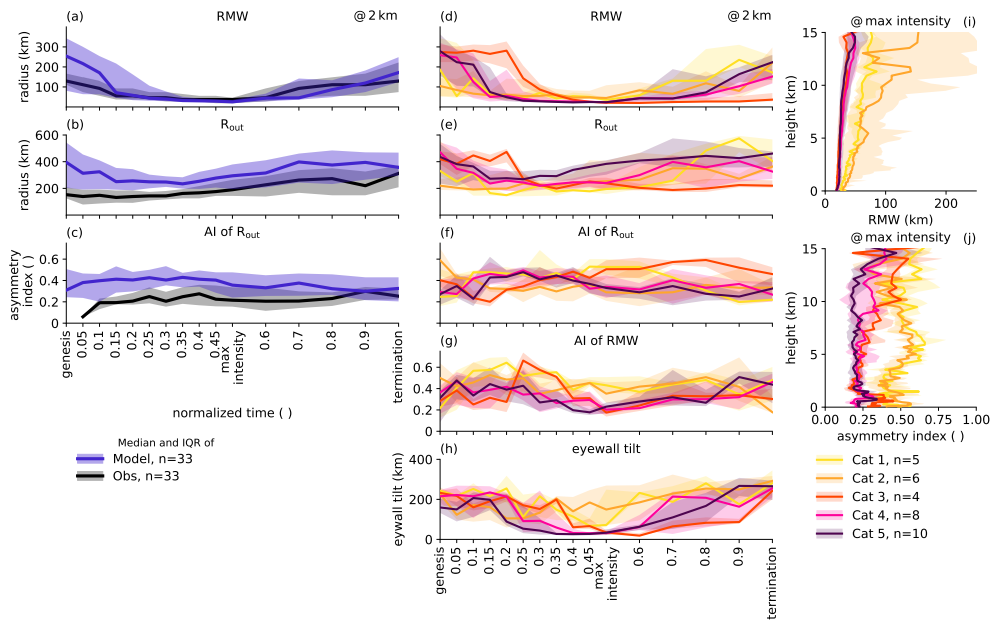 (a) RMW @ 2 km
300
200
100
radius (km)
(b) Rout
600
400
200
radius (km)
(c) AI of Rout
0.6
0.4
0.2
0
asymmetry
index ( )
genesis
0.05
0.1
0.15
0.2
0.25
0.3
0.35
0.4
0.45
max
intensity
0.6
0.7
0.8
0.9
termination
normalized time ( )
Median and IQR of
Model, n=33
Obs, n=33
(d) RMW @ 2 km
(e) Rout
(f) AI of Rout
(g) AI of RMW
0.6
0.4
0.2
0
termination
(h) eyewall tilt
400
200
0
eyewall tilt (km)
genesis
0.05
0.1
0.15
0.2
0.25
0.3
0.35
0.4
0.45
max
intensity
0.6
0.7
0.8
0.9
termination
@ max intensity (i)
15
10
5
0
height (km)
0 100 200
RMW (km)
@ max intensity (j)
15
10
5
0
height (km)
0.00 0.25 0.50 0.75 1.00
asymmetry index ( )
Cat 1, n=5
Cat 2, n=6
Cat 3, n=4
Cat 4, n=8
Cat 5, n=10